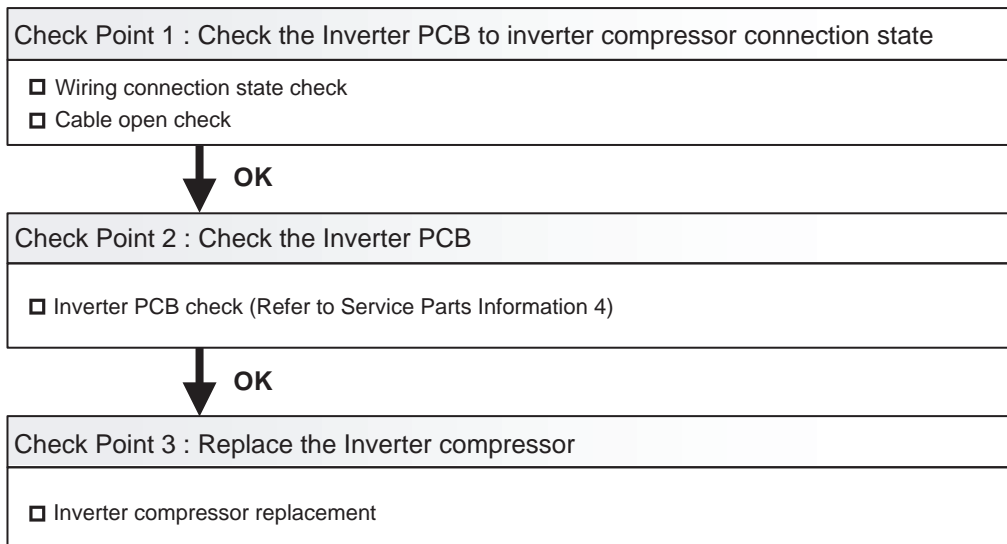 Check Point 1 : Check the Inverter PCB to inverter compressor connection state
Wiring connection state check
Cable open check
OK
Check Point 2 : Check the Inverter PCB
Inverter PCB check (Refer to Service Parts Information 4)
OK
Check Point 3 : Replace the Inverter compressor
Inverter compressor replacement